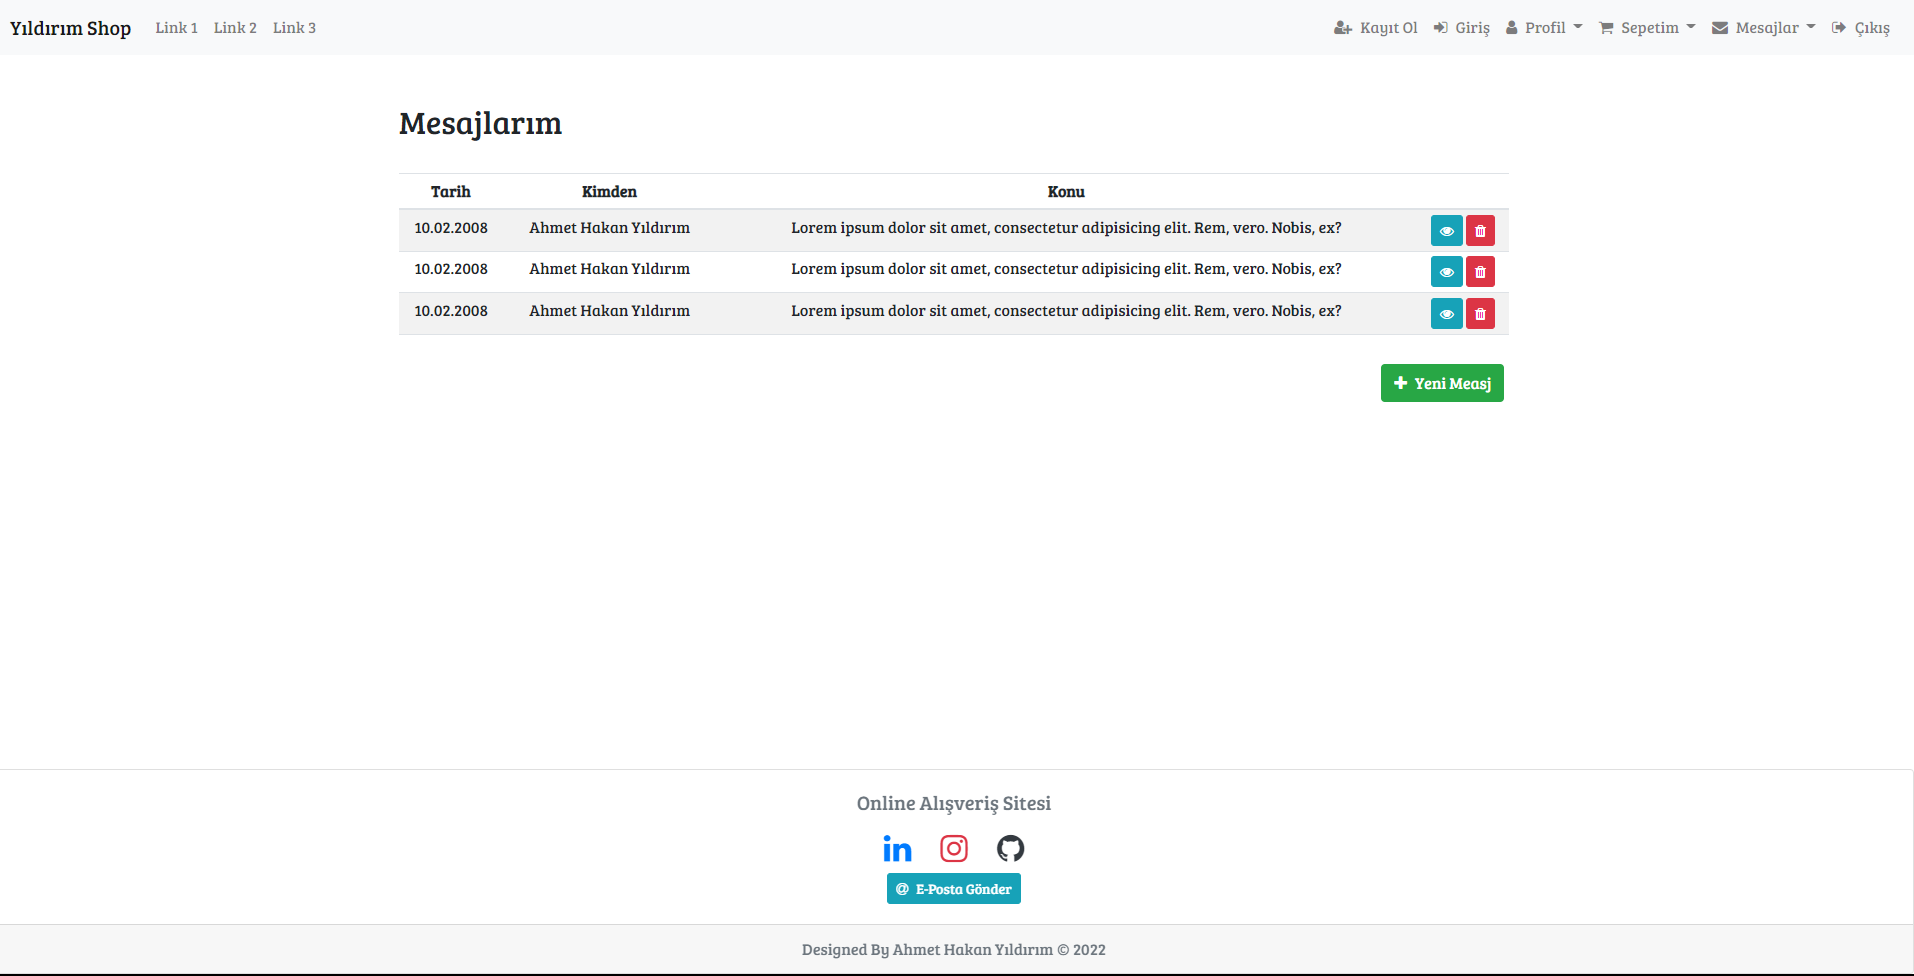 Yıldırım Shop Link 1 Link 2 Link 3 Kayıt Ol Giriş Profil Sepetim Mesajlar Çıkış
Mesajlarım
Tarih Kimden Konu
10.02.2008 Ahmet Hakan Yıldırım Lorem ipsum dolor sit amet, consectetur adipisicing elit. Rem, vero. Nobis, ex?
10.02.2008 Ahmet Hakan Yıldırım Lorem ipsum dolor sit amet, consectetur adipisicing elit. Rem, vero. Nobis, ex?
10.02.2008 Ahmet Hakan Yıldırım Lorem ipsum dolor sit amet, consectetur adipisicing elit. Rem, vero. Nobis, ex?
Yeni Measj
Online Alışveriş Sitesi
in
@ E-Posta Gönder
Designed By Ahmet Hakan Yıldırım © 2022